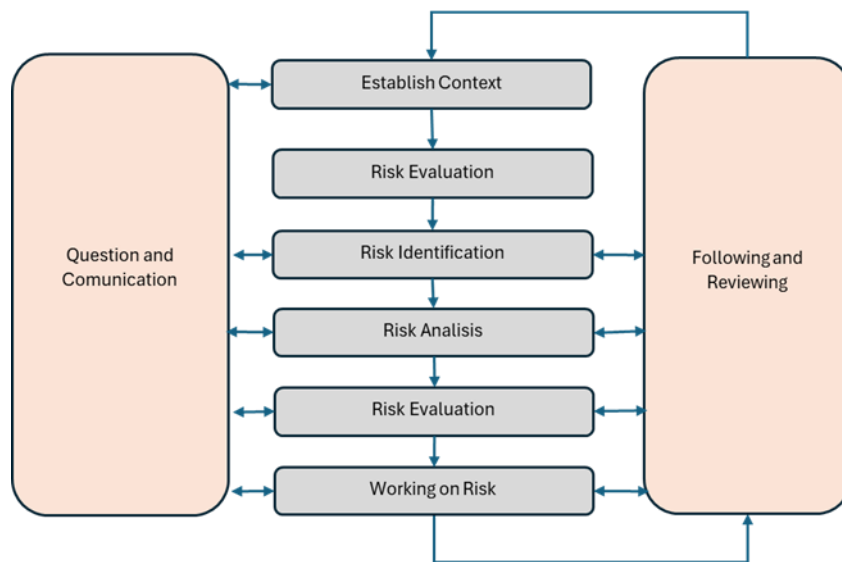 Establish Context
Risk Evaluation
Question and
Comunication
Risk Identification
Following and
Reviewing
Risk Analisis
Risk Evaluation
Working on Risk